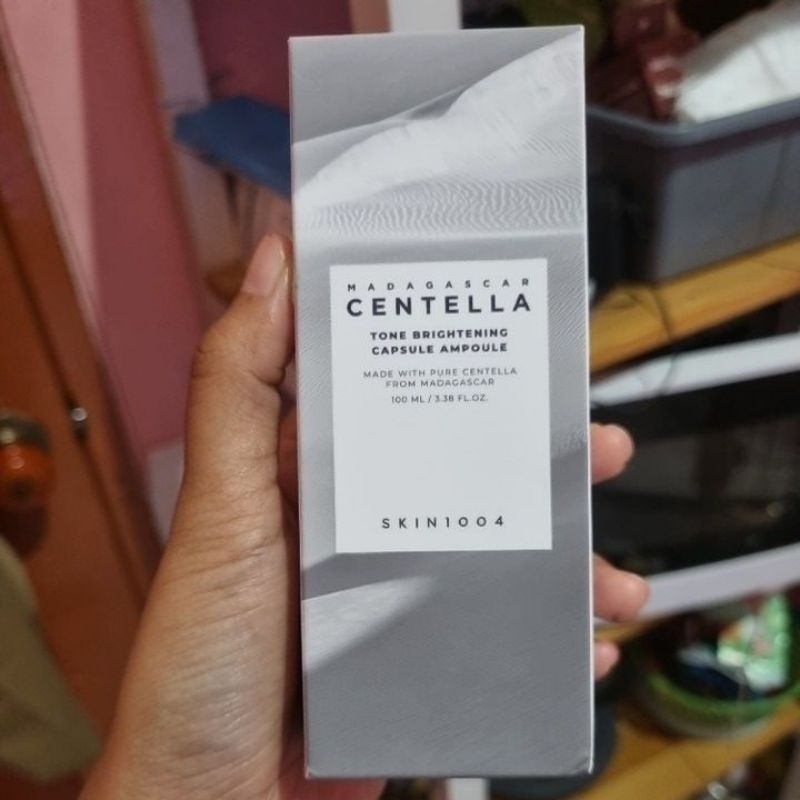 MADAGASCAR
CENTELLA
TONE BRIGHTENING
CAPSULE AMPOULE
MADE WITH PURE CENTELLA
FROM MADAGASCAR
100 ML / 3.38 FL.OZ.
SKIN1004